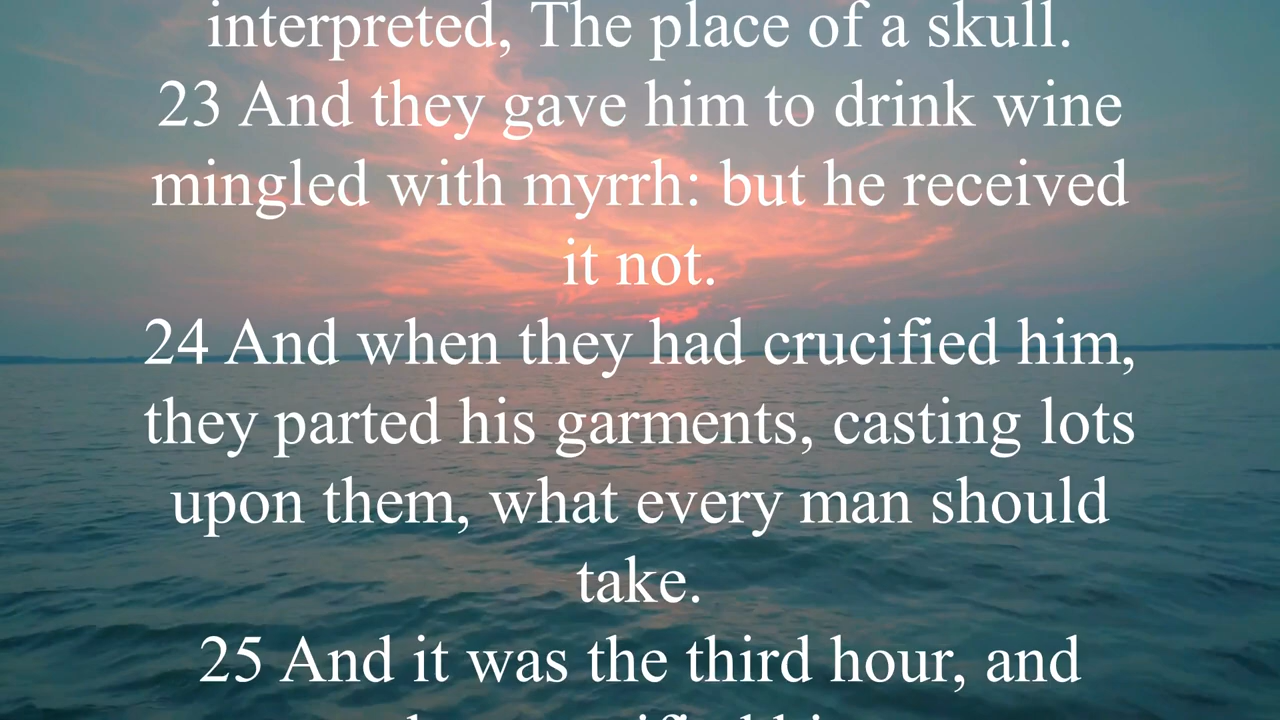 interpreted, The place of a skull.
23 And they gave him to drink wine
mingled with myrrh: but he received
it not.
24 And when they had crucified him,
they parted his garments, casting lots
upon them, what every man should
take.
25 And it was the third hour, and